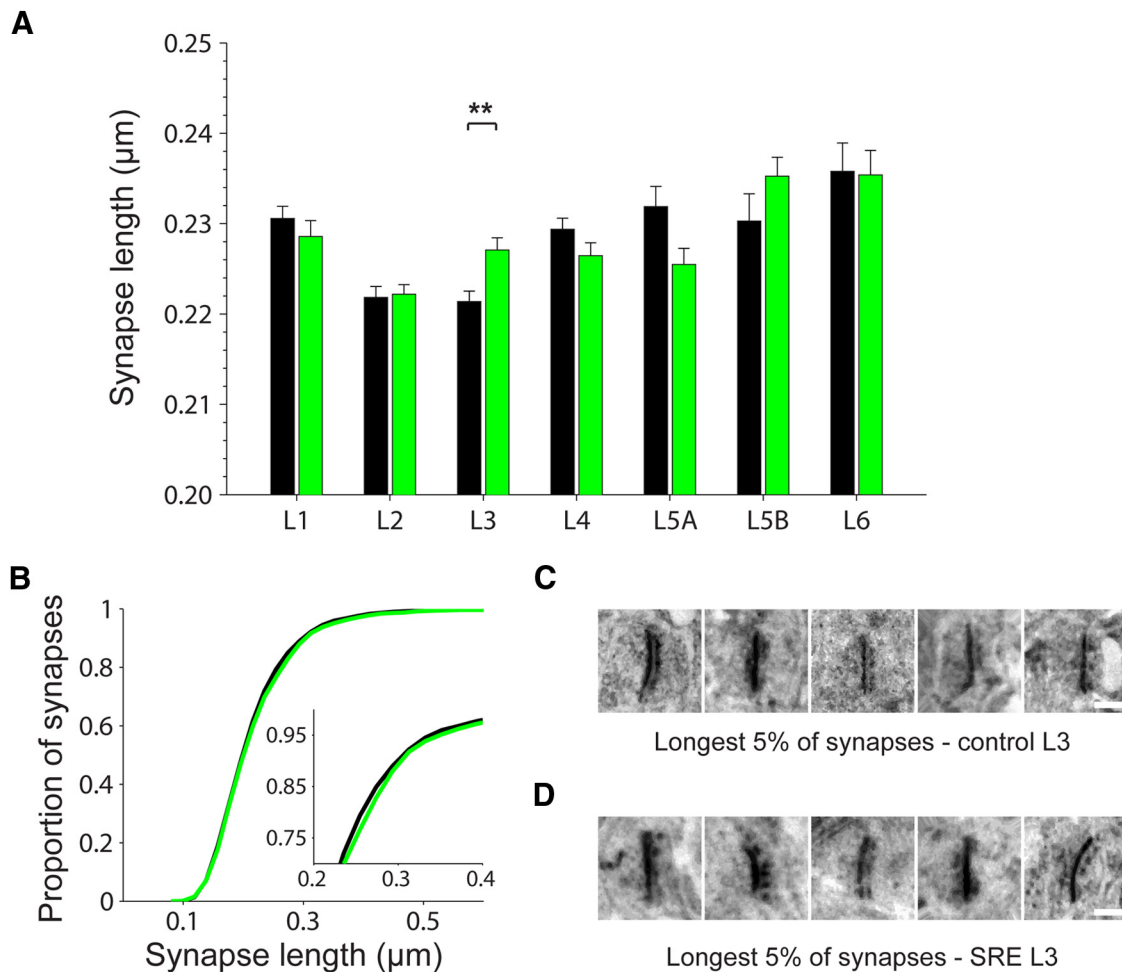 A
Synapse length (µm)
0.25
0.24
0.23
0.22
0.21
0.20
**
L1 L2 L3 L4 L5A L5B L6
B
Proportion of synapses
1
0.8
0.6
0.4
0.2
0
0.1 0.3 0.5
Synapse length (µm)
0.95
0.85
0.75
0.2 0.3 0.4
C
Longest 5% of synapses - control L3
D
Longest 5% of synapses - SRE L3